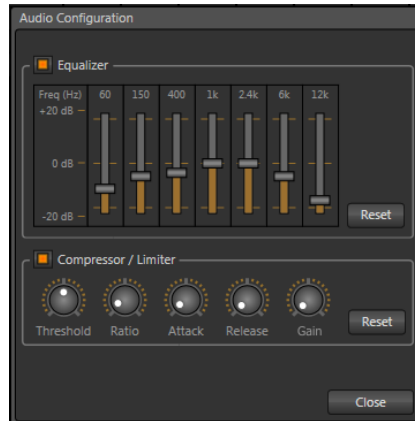 Audio Configuration
Equalizer
Freq (Hz) 60 150 400 1k 2.4k 6k 12k
+20 dB
0 dB
-20 dB
Reset
Compressor / Limiter
Threshold Ratio Attack Release Gain
Reset
Close